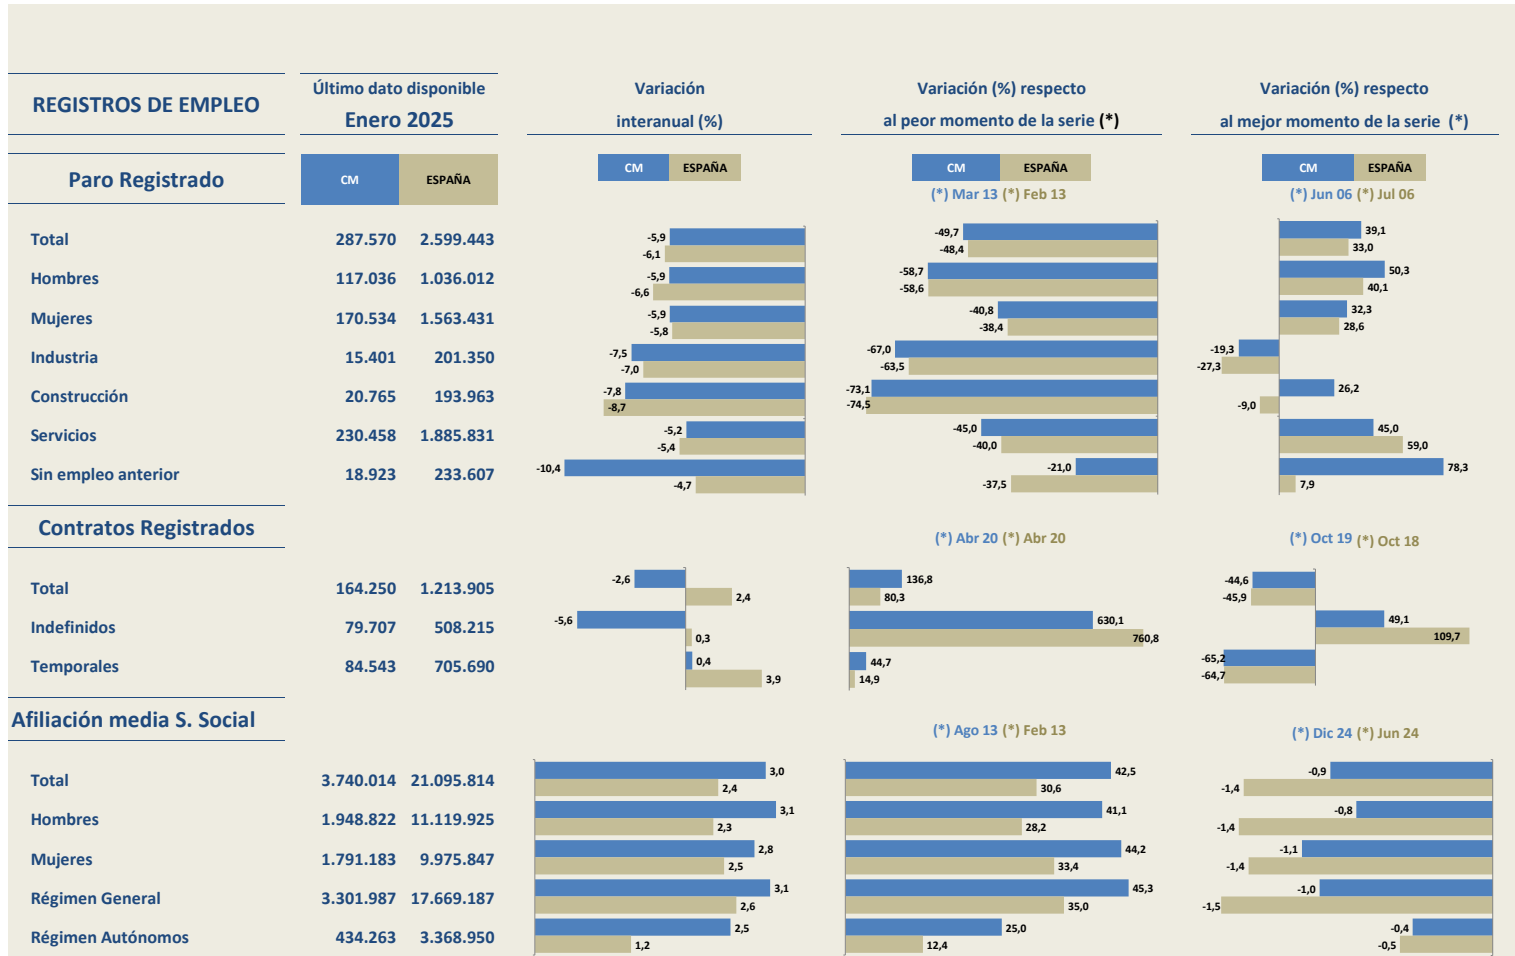 REGISTROS DE EMPLEO
Último dato disponible
Enero 2025
Variación
interanual (%)
Variación (%) respecto
al peor momento de la serie (*)
Variación (%) respecto
al mejor momento de la serie (*)
Paro Registrado
CM ESPAÑA
CM ESPAÑA
CM ESPAÑA
CM ESPAÑA
(*) Mar 13 (*) Feb 13
(*) Jun 06 (*) Jul 06
Total 287.570 2.599.443 -5,9 -6,1 -49,7 -48,4 39,1 33,0
Hombres 117.036 1.036.012 -5,9 -6,6 -58,7 -58,6 50,3 40,1
Mujeres 170.534 1.563.431 -5,9 -5,8 -40,8 -38,4 32,3 28,6
Industria 15.401 201.350 -7,5 -7,0 -67,0 -63,5 -19,3 -27,3
Construcción 20.765 193.963 -7,8 -8,7 -73,1 -74,5 26,2 -9,0
Servicios 230.458 1.885.831 -5,2 -5,4 -45,0 -40,0 45,0 59,0
Sin empleo anterior 18.923 233.607 -10,4 -4,7 -21,0 -37,5 78,3 7,9
Contratos Registrados
(*) Abr 20 (*) Abr 20
(*) Oct 19 (*) Oct 18
Total 164.250 1.213.905 -2,6 2,4 136,8 80,3 -44,6 -45,9
Indefinidos 79.707 508.215 -5,6 0,3 630,1 760,8 49,1 109,7
Temporales 84.543 705.690 0,4 3,9 44,7 14,9 -65,2 -64,7
Afiliación media S. Social
(*) Ago 13 (*) Feb 13
(*) Dic 24 (*) Jun 24
Total 3.740.014 21.095.814 3,0 2,4 42,5 30,6 -0,9 -1,4
Hombres 1.948.822 11.119.925 3,1 2,3 41,1 28,2 -0,8 -1,4
Mujeres 1.791.183 9.975.847 2,8 2,5 44,2 33,4 -1,1 -1,4
Régimen General 3.301.987 17.669.187 3,1 2,6 45,3 35,0 -1,0 -1,5
Régimen Autónomos 434.263 3.368.950 2,5 1,2 25,0 12,4 -0,4 -0,5